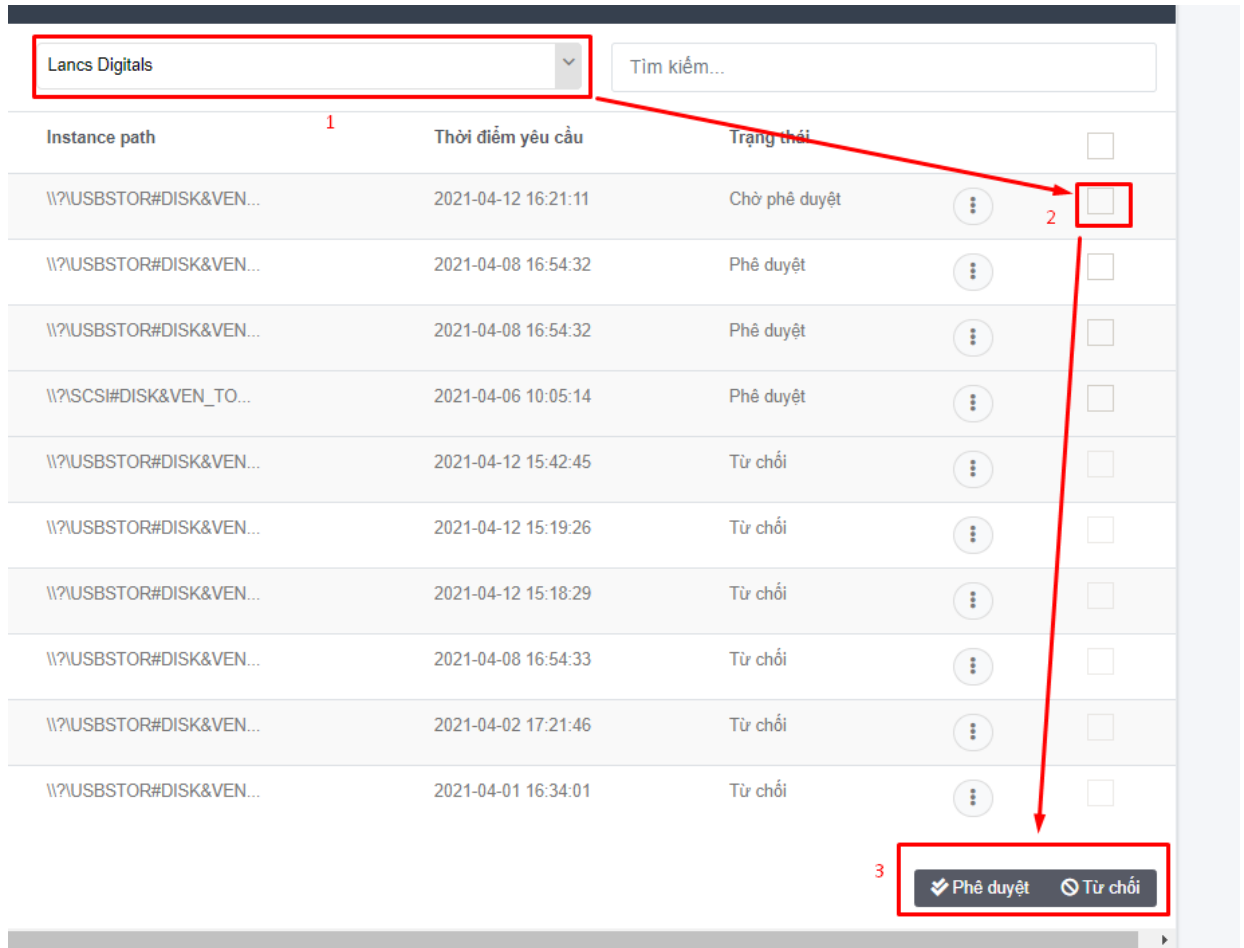 Lancs Digitals Tìm kiếm...
1
Instance path Thời điểm yêu cầu Trạng thái
\\?\USBSTOR#DISK&VEN... 2021-04-12 16:21:11 Chờ phê duyệt
2
\\?\USBSTOR#DISK&VEN... 2021-04-08 16:54:32 Phê duyệt
\\?\USBSTOR#DISK&VEN... 2021-04-08 16:54:32 Phê duyệt
\\?\SCSI#DISK&VEN_TO... 2021-04-06 10:05:14 Phê duyệt
\\?\USBSTOR#DISK&VEN... 2021-04-12 15:42:45 Từ chối
\\?\USBSTOR#DISK&VEN... 2021-04-12 15:19:26 Từ chối
\\?\USBSTOR#DISK&VEN... 2021-04-12 15:18:29 Từ chối
\\?\USBSTOR#DISK&VEN... 2021-04-08 16:54:33 Từ chối
\\?\USBSTOR#DISK&VEN... 2021-04-02 17:21:46 Từ chối
\\?\USBSTOR#DISK&VEN... 2021-04-01 16:34:01 Từ chối
3
Phê duyệt Từ chối